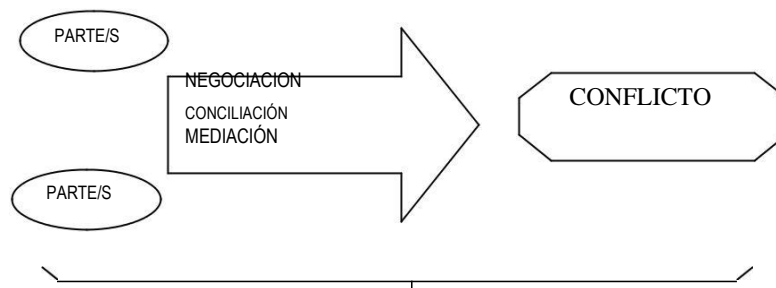 PARTE/S
NEGOCIACION
CONCILIACIÓN
MEDIACIÓN
CONFLICTO
PARTE/S